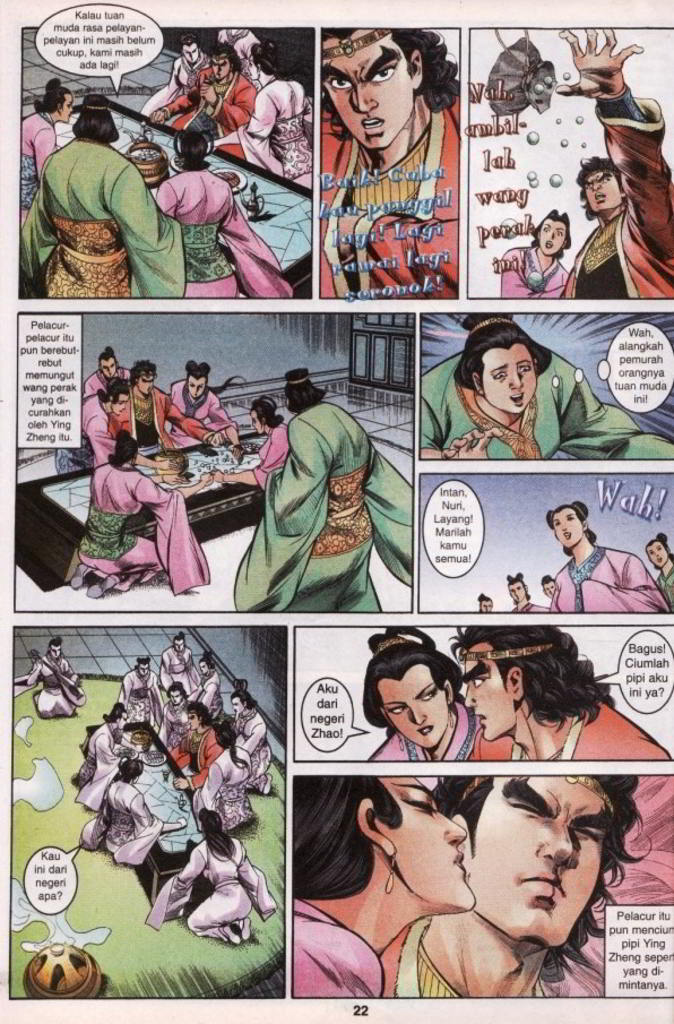 Kalau tuan
muda rasa pelayan-
pelayan ini masih belum
cukup, kami masih
ada lagi!
Baik! Cuba
kau panggil
lagi! Lagi
ramai lagi
seronok!
Nah,
ambil-
lah
wang
perak
ini!
Pelacur-
pelacur itu
pun berebut-
rebut
memungut
wang perak
yang di-
curahkan
oleh Ying
Zheng itu.
Wah,
alangkah
pemurah
orangnya
tuan muda
ini!
Intan,
Nuri,
Layang!
Marilah
kamu
semua!
Wah!
Kau
ini dari
negeri
apa?
Aku
dari
negeri
Zhao!
Bagus!
Ciumlah
pipi aku
ini ya?
Pelacur itu
pun mencium
pipi Ying
Zheng seperti
yang di-
mintanya.
22